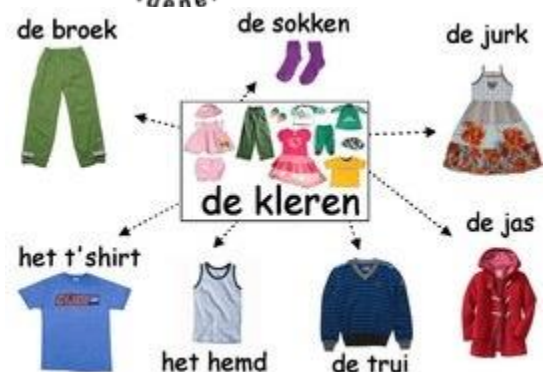 de broek
de sokken
de jurk
de kleren
het t'shirt
de jas
het hemd
de trui